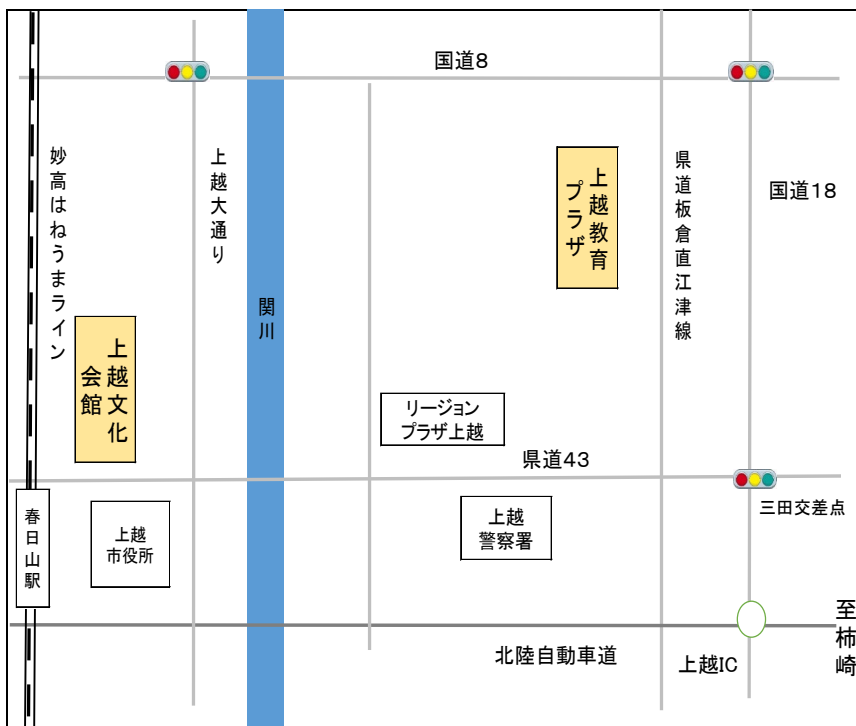 国道8
妙高はねうまライン
上越大通り
関川
上越教育
プラザ
県道板倉直江津線
国道18
上越文化
会館
リージョン
プラザ上越
県道43
三田交差点
春日山駅
上越
市役所
上越
警察署
北陸自動車道
上越IC
至柿崎